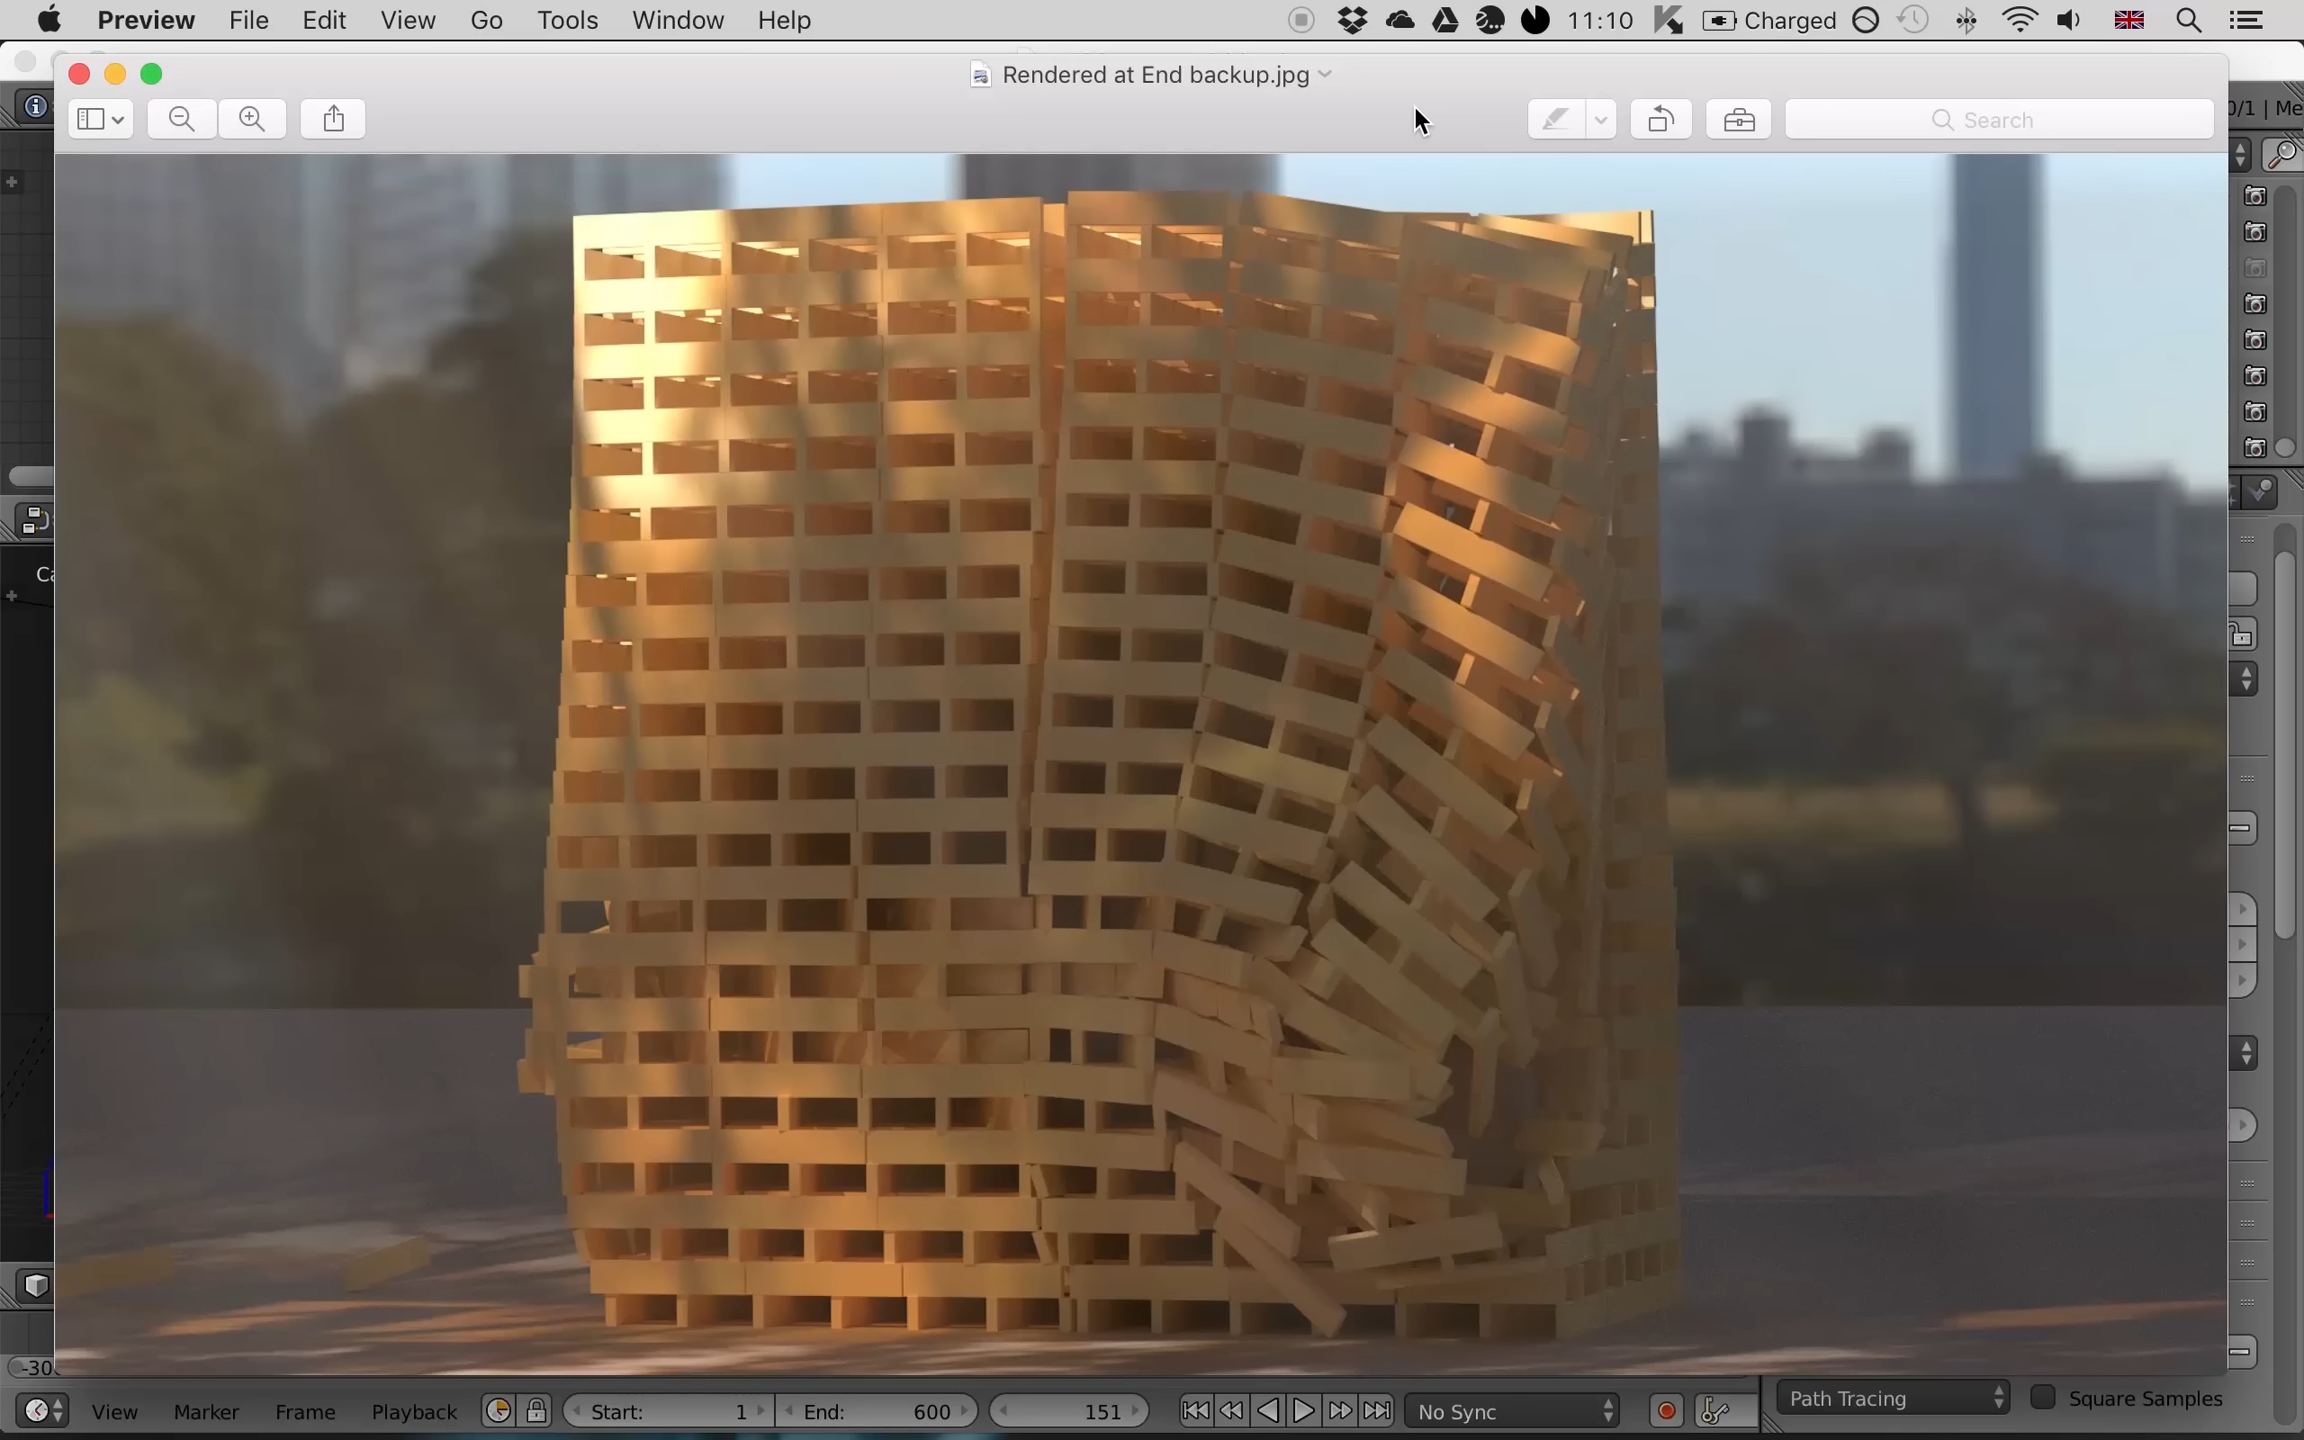 Preview File Edit View Go Tools Window Help 11:10 Charged
Rendered at End backup.jpg
Search
0/1 | Me
Ca
-30
View Marker Frame Playback Start: 1 End: 600 151 No Sync Path Tracing Square Samples